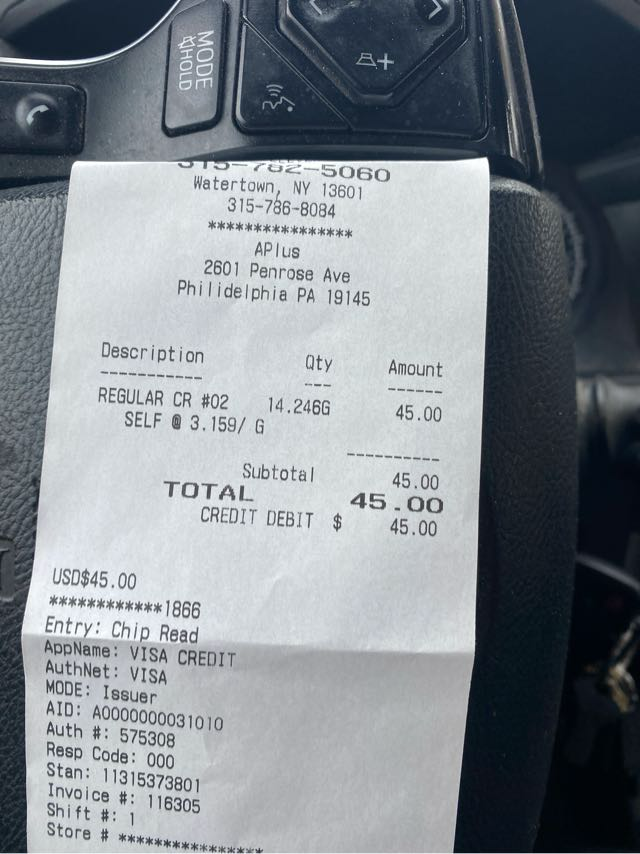 MODE
HOLD
315-782-5060
Watertown, NY 13601
315-786-8084
****************
APlus
2601 Penrose Ave
Philidelphia PA 19145
Description Qty Amount
----------- --- ------
REGULAR CR #02 14.246G 45.00
SELF @ 3.159/ G
----------
Subtotal 45.00
TOTAL 45.00
CREDIT DEBIT $ 45.00
USD$45.00
************1866
Entry: Chip Read
AppName: VISA CREDIT
AuthNet: VISA
MODE: Issuer
AID: A0000000031010
Auth #: 575308
Resp Code: 000
Stan: 11315373801
Invoice #: 116305
Shift #: 1
Store # ****************